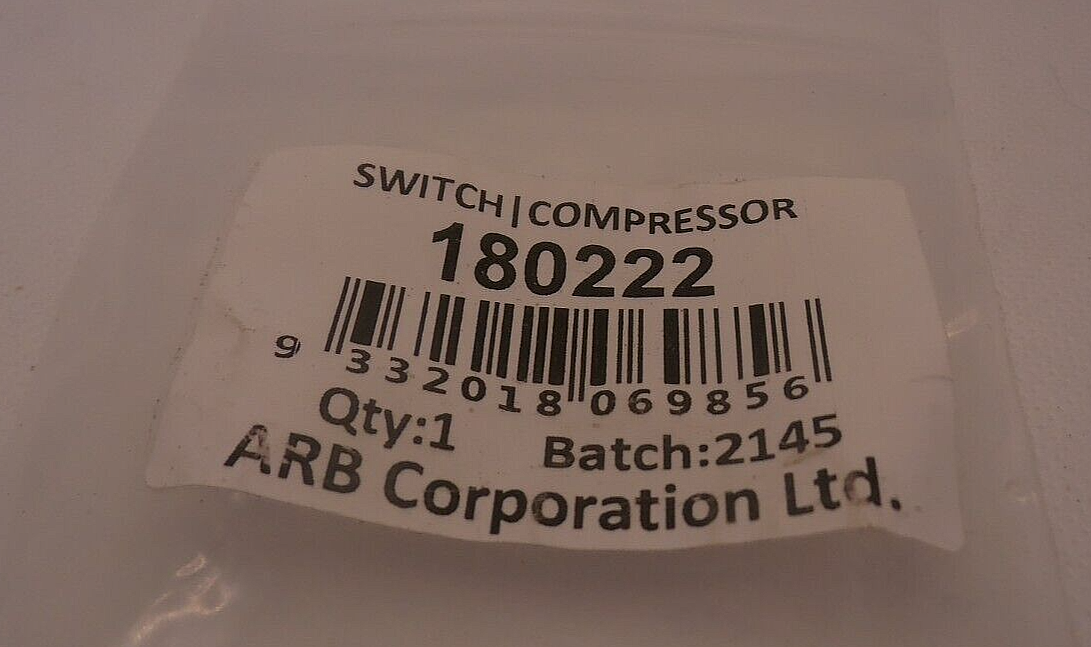 SWITCH|COMPRESSOR
180222
9 332018 069856
Qty:1 Batch:2145
ARB Corporation Ltd.